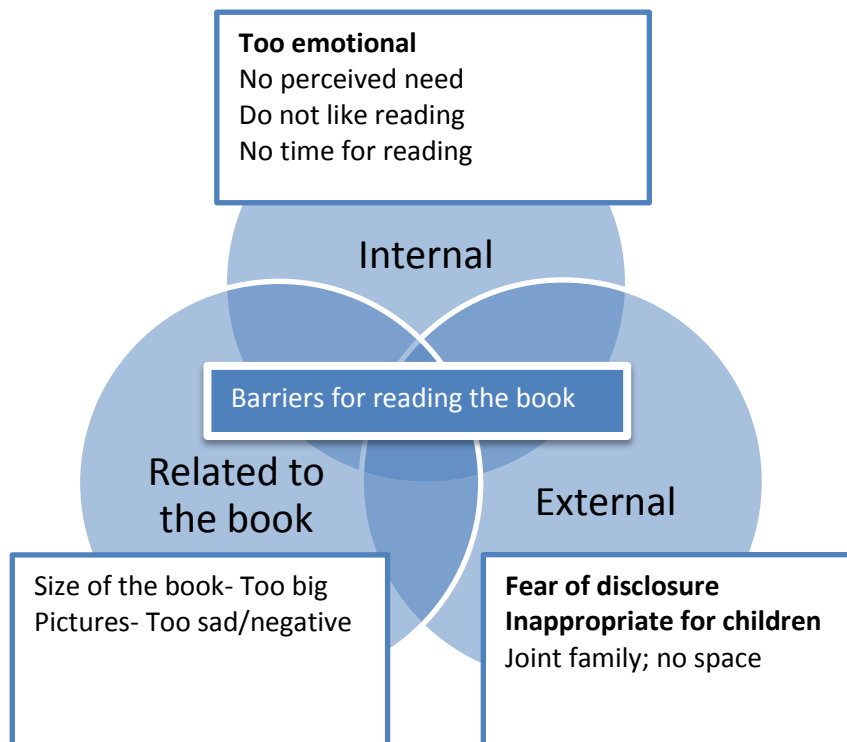 Too emotional
No perceived need
Do not like reading
No time for reading
Internal
Barriers for reading the book
Related to
the book
External
Size of the book- Too big
Pictures- Too sad/negative
Fear of disclosure
Inappropriate for children
Joint family; no space